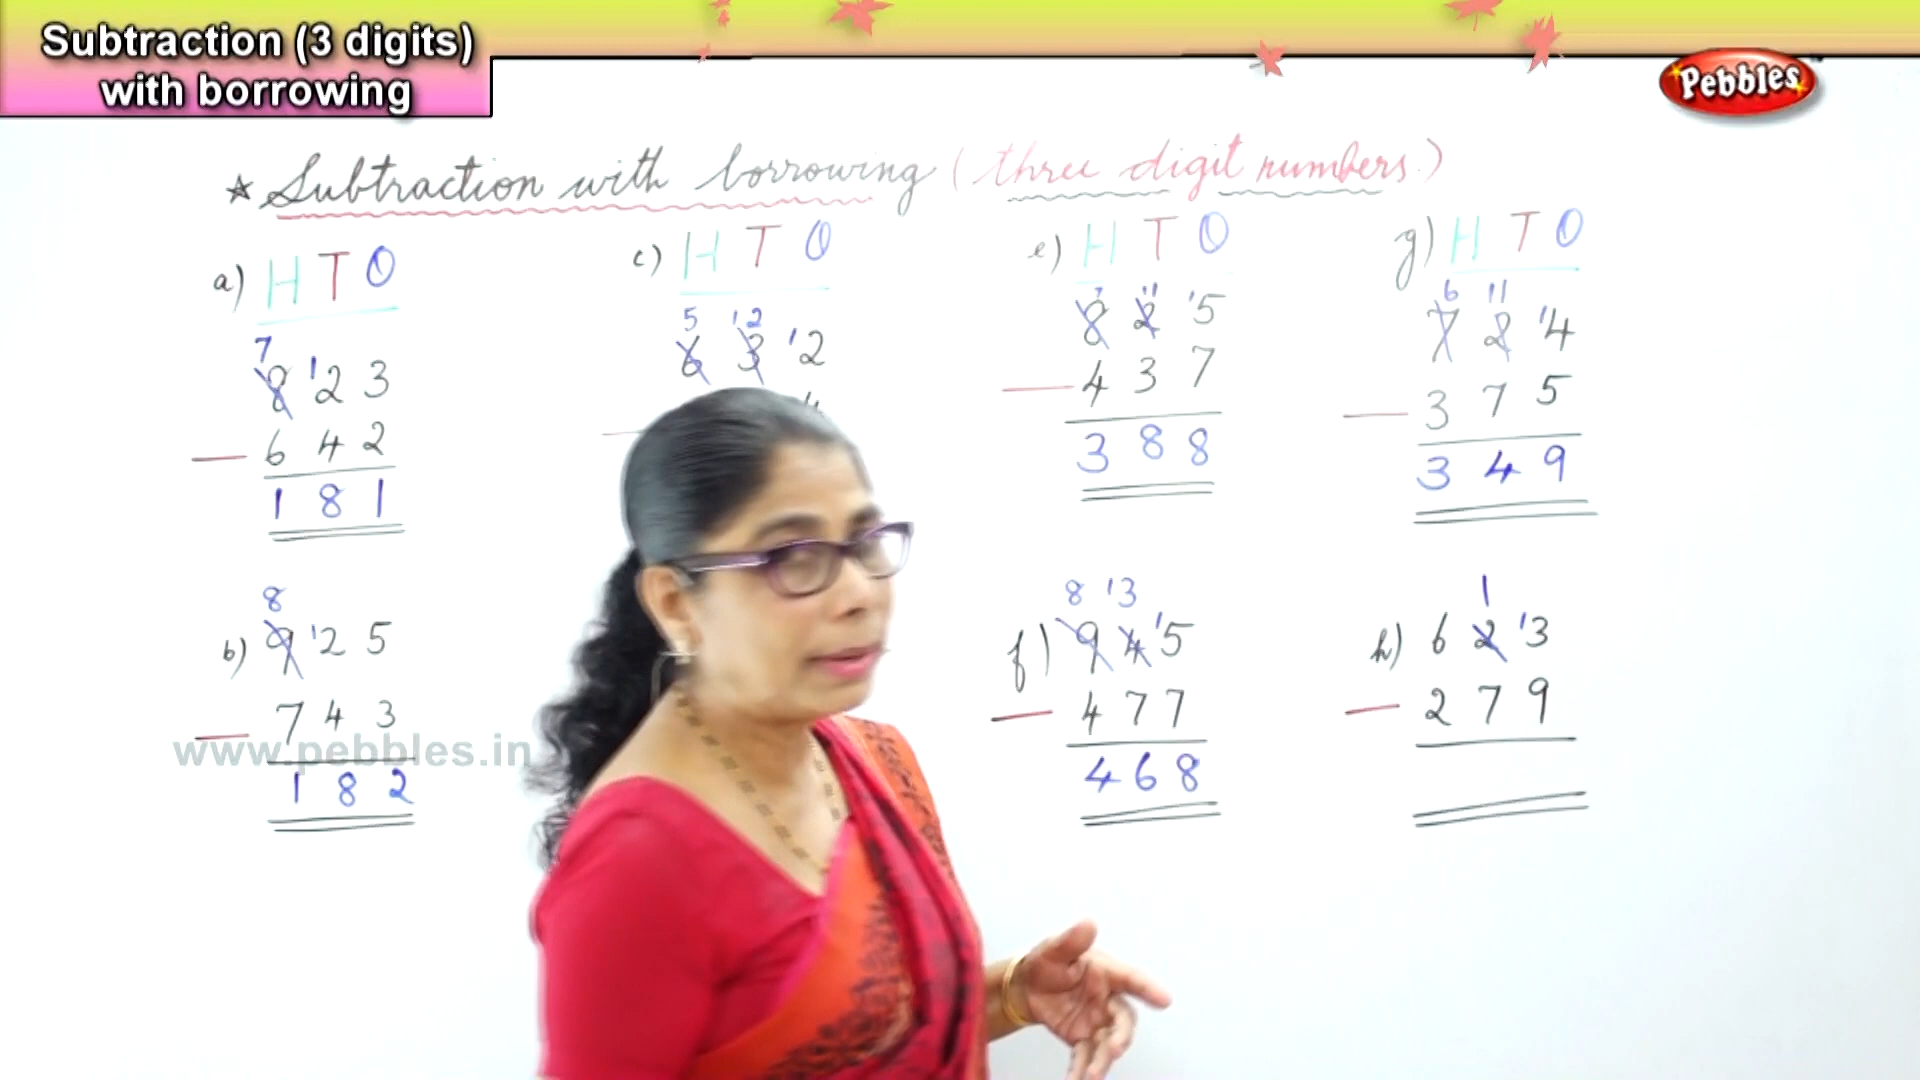 Subtraction (3 digits)
with borrowing
Pebbles
★ Subtraction with borrowing (three digit numbers.)
a) H T O
7
8 12 3
— 6 4 2
1 8 1
8
b) 9 12 5
— 7 4 3
1 8 2
c) H T O
5 12
6 3 12
e) H T O
7 11
8 2 15
— 4 3 7
3 8 8
8 13
f) 9 4 15
— 4 7 7
4 6 8
g) H T O
6 11
7 2 14
— 3 7 5
3 4 9
1
h) 6 2 13
— 2 7 9
www.pebbles.in